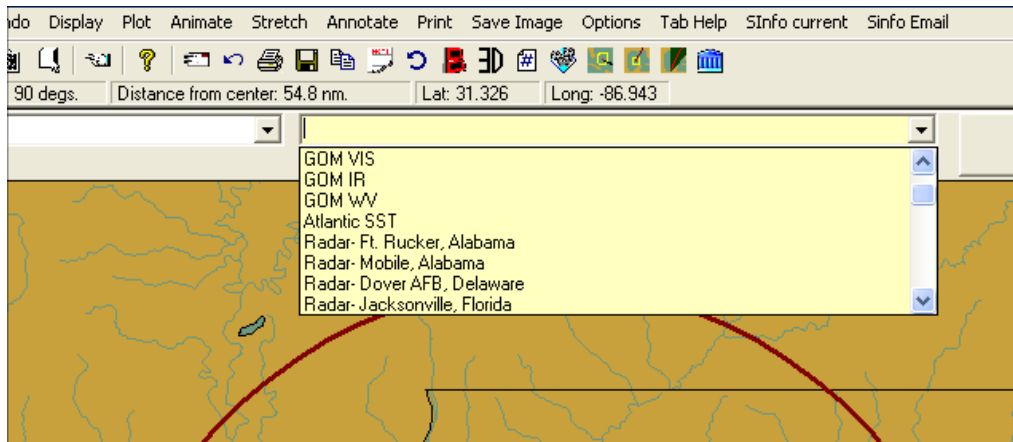 Display Plot Animate Stretch Annotate Print Save Image Options Tab Help SInfo current Sinfo Email
90 degs. Distance from center: 54.8 nm. Lat: 31.326 Long: -86.943
GOM VIS
GOM IR
GOM WV
Atlantic SST
Radar- Ft. Rucker, Alabama
Radar- Mobile, Alabama
Radar- Dover AFB, Delaware
Radar- Jacksonville, Florida